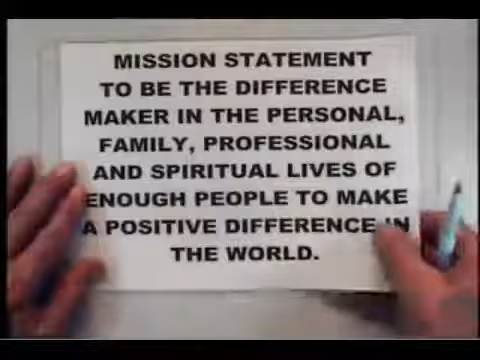 MISSION STATEMENT
TO BE THE DIFFERENCE
MAKER IN THE PERSONAL,
FAMILY, PROFESSIONAL
AND SPIRITUAL LIVES OF
ENOUGH PEOPLE TO MAKE
A POSITIVE DIFFERENCE IN
THE WORLD.